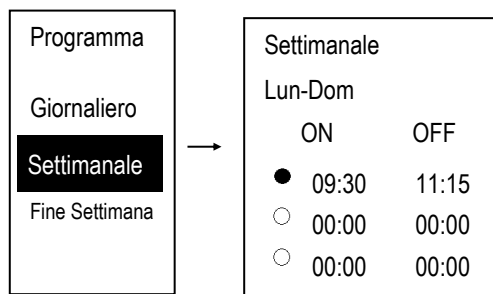 Programma
Giornaliero
Settimanale
Fine Settimana
Settimanale
Lun-Dom
ON OFF
09:30 11:15
00:00 00:00
00:00 00:00